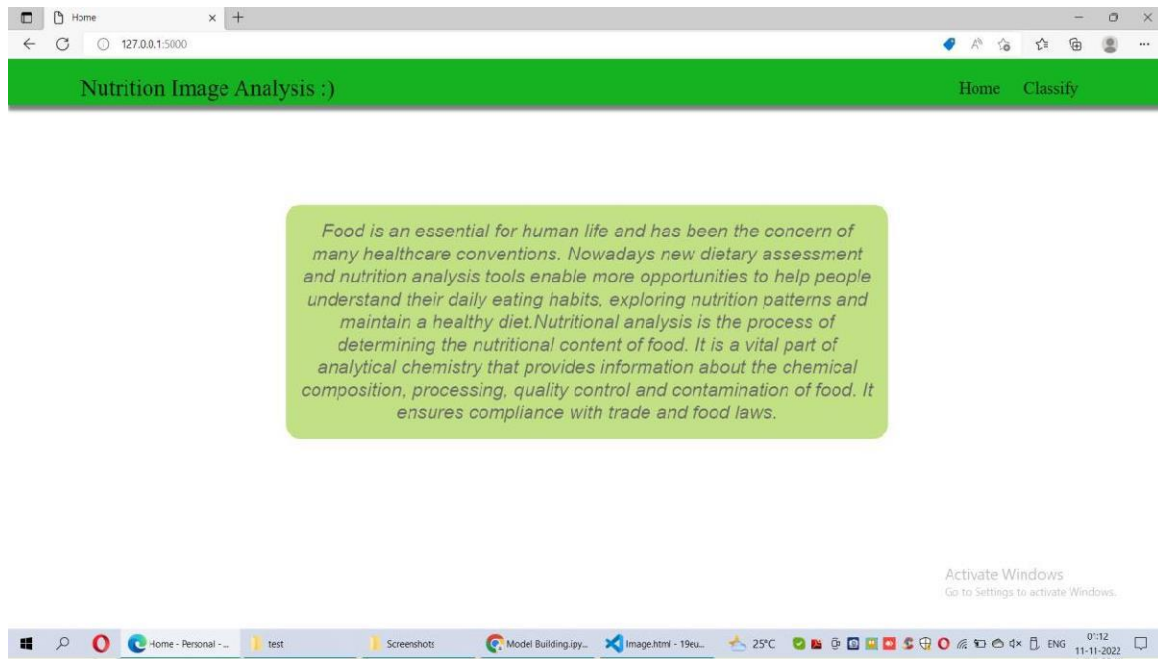 Home
127.0.0.1:5000
Nutrition Image Analysis :)
Home Classify
Food is an essential for human life and has been the concern of
many healthcare conventions. Nowadays new dietary assessment
and nutrition analysis tools enable more opportunities to help people
understand their daily eating habits, exploring nutrition patterns and
maintain a healthy diet.Nutritional analysis is the process of
determining the nutritional content of food. It is a vital part of
analytical chemistry that provides information about the chemical
composition, processing, quality control and contamination of food. It
ensures compliance with trade and food laws.
Activate Windows
Go to Settings to activate Windows.
Home - Personal -... test Screenshots Model Building.ipy... Image.html - 19eu... 25°C ENG 01:12
11-11-2022